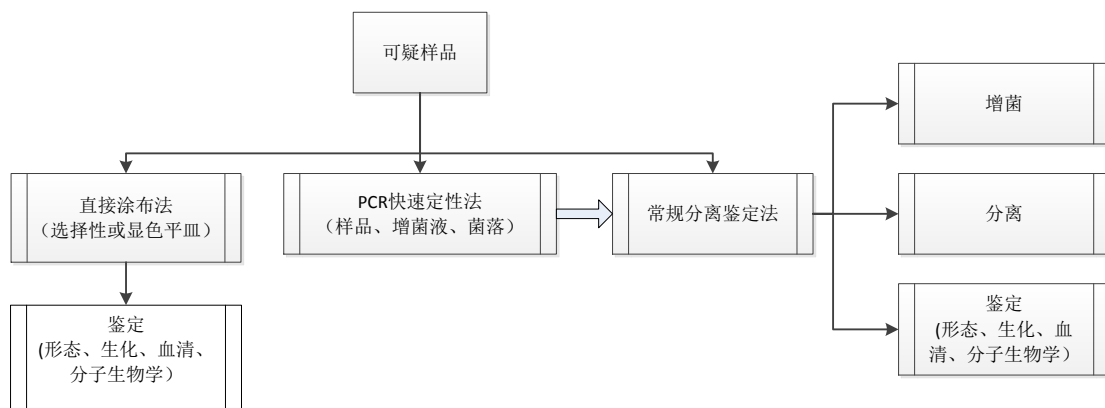 可疑样品
直接涂布法
（选择性或显色平皿）
PCR快速定性法
（样品、增菌液、菌落）
常规分离鉴定法
增菌
分离
鉴定
(形态、生化、血
清、分子生物学）
鉴定
(形态、生化、血清、
分子生物学）